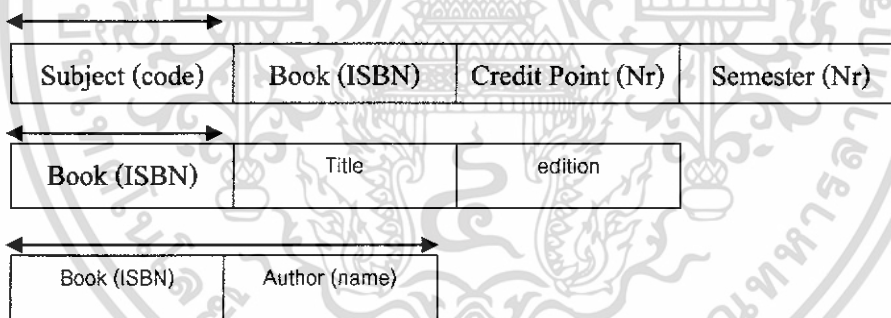 Subject (code) Book (ISBN) Credit Point (Nr) Semester (Nr)
Book (ISBN) Title edition
Book (ISBN) Author (name)